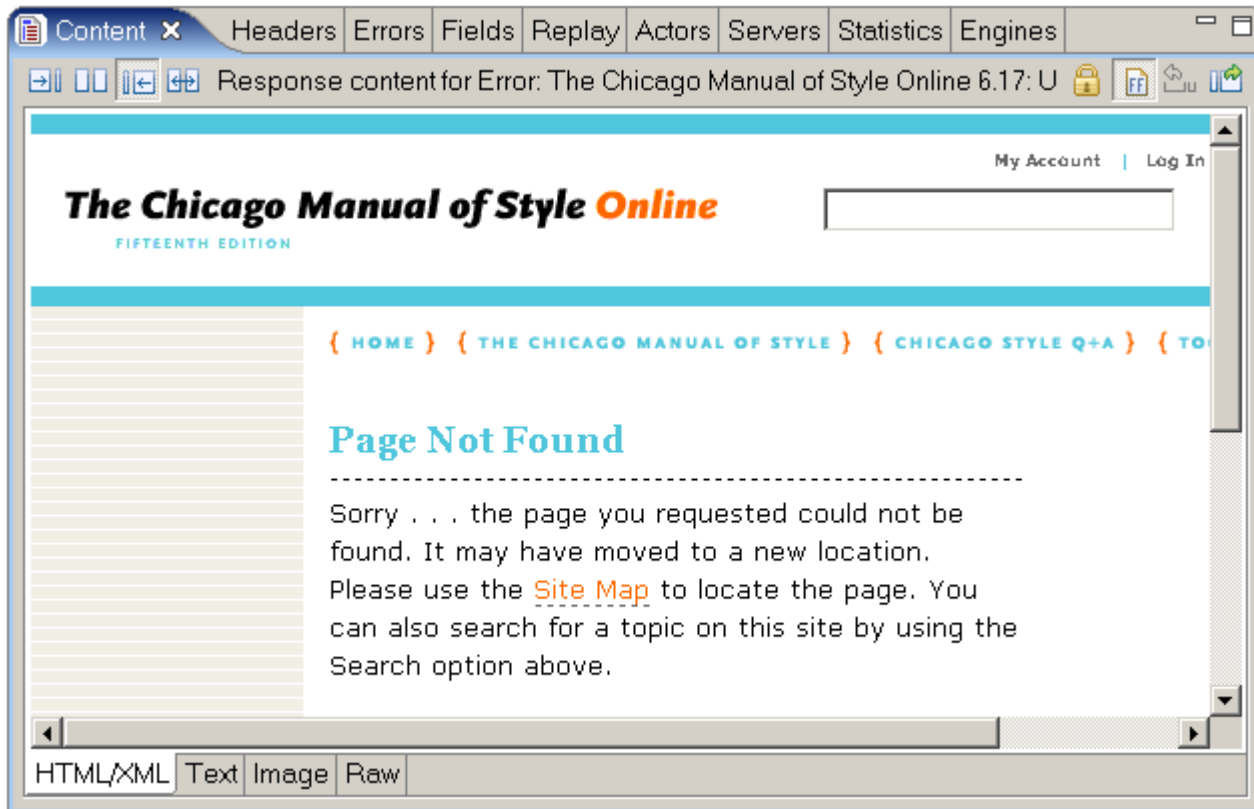 Content Headers Errors Fields Replay Actors Servers Statistics Engines
Response content for Error: The Chicago Manual of Style Online 6.17: U
FF
My Account | Log In
The Chicago Manual of Style Online
FIFTEENTH EDITION
{ HOME } { THE CHICAGO MANUAL OF STYLE } { CHICAGO STYLE Q+A } {
Page Not Found
---------------------------------------------------------
Sorry . . . the page you requested could not be
found. It may have moved to a new location.
Please use the Site Map to locate the page. You
can also search for a topic on this site by using the
Search option above.
HTML/XML Text Image Raw